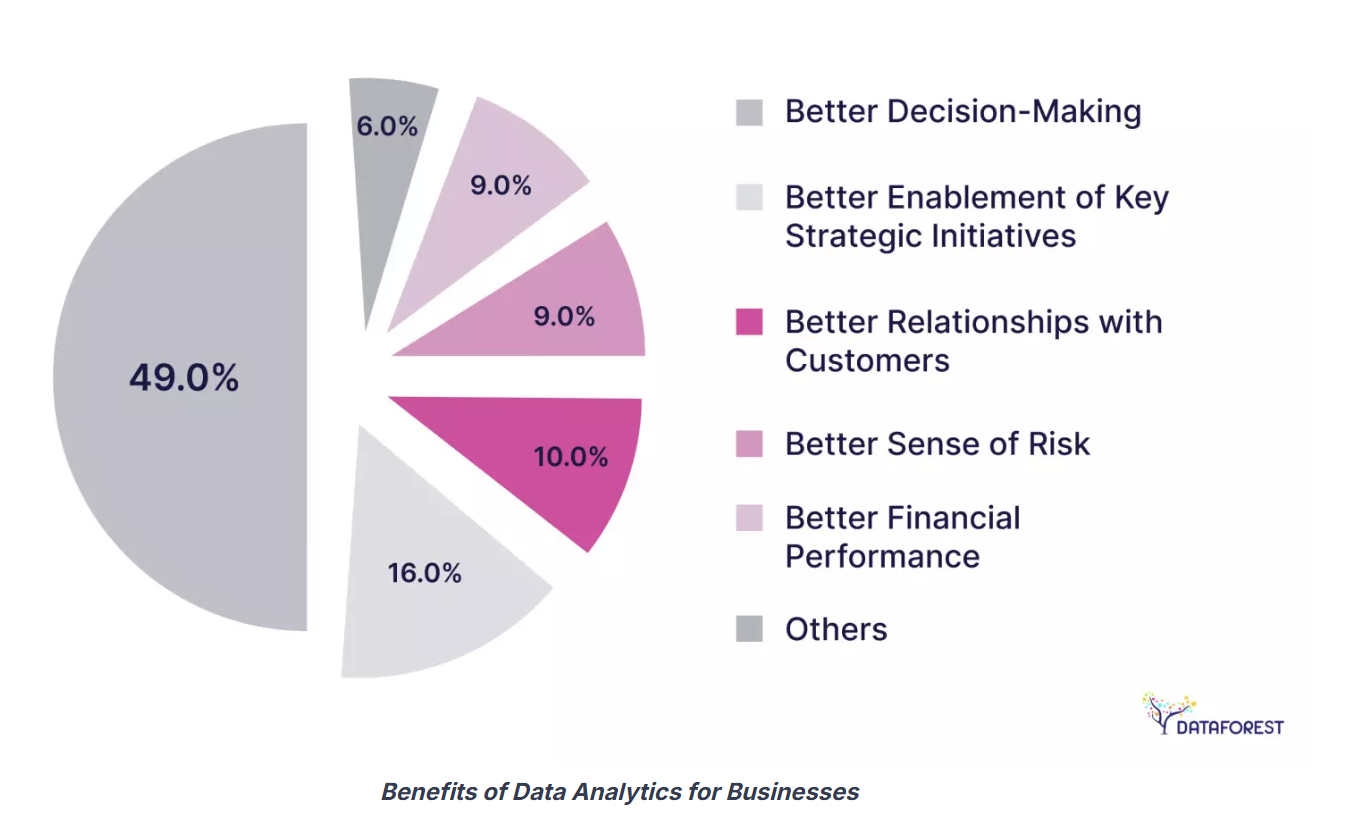 6.0%
9.0%
9.0%
49.0%
10.0%
16.0%
Better Decision-Making
Better Enablement of Key
Strategic Initiatives
Better Relationships with
Customers
Better Sense of Risk
Better Financial
Performance
Others
DATAFOREST
Benefits of Data Analytics for Businesses